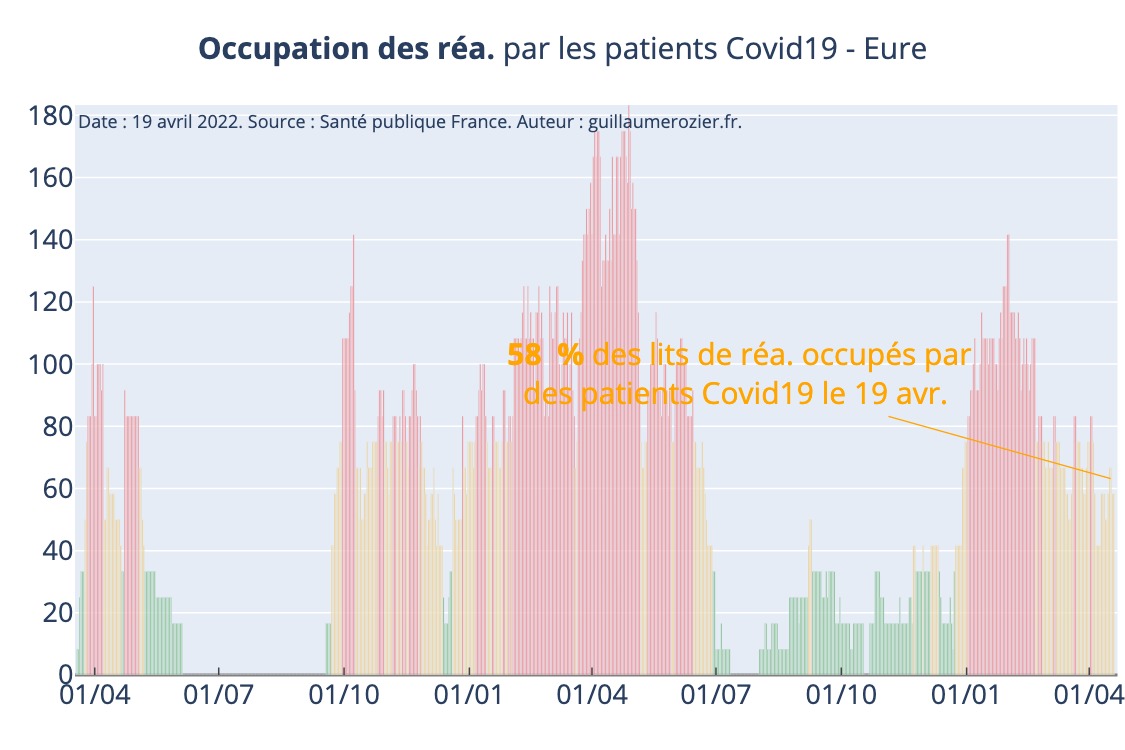 Occupation des réa. par les patients Covid19 - Eure
180
Date : 19 avril 2022. Source : Santé publique France. Auteur : guillaumerozier.fr.
160
140
120
100
58 % des lits de réa. occupés par
des patients Covid19 le 19 avr.
80
60
40
20
0
01/04 01/07 01/10 01/01 01/04 01/07 01/10 01/01 01/04